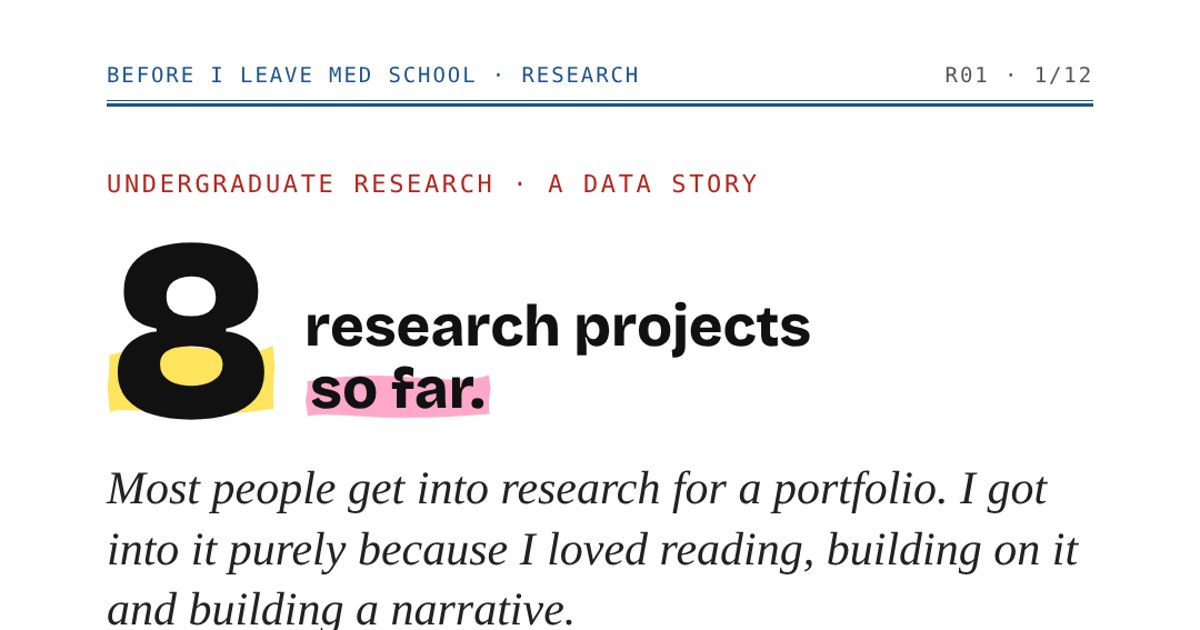 BEFORE I LEAVE MED SCHOOL · RESEARCH
R01 · 1/12
UNDERGRADUATE RESEARCH · A DATA STORY
8
research projects
so far.
Most people get into research for a portfolio. I got
into it purely because I loved reading, building on it
and building a narrative.